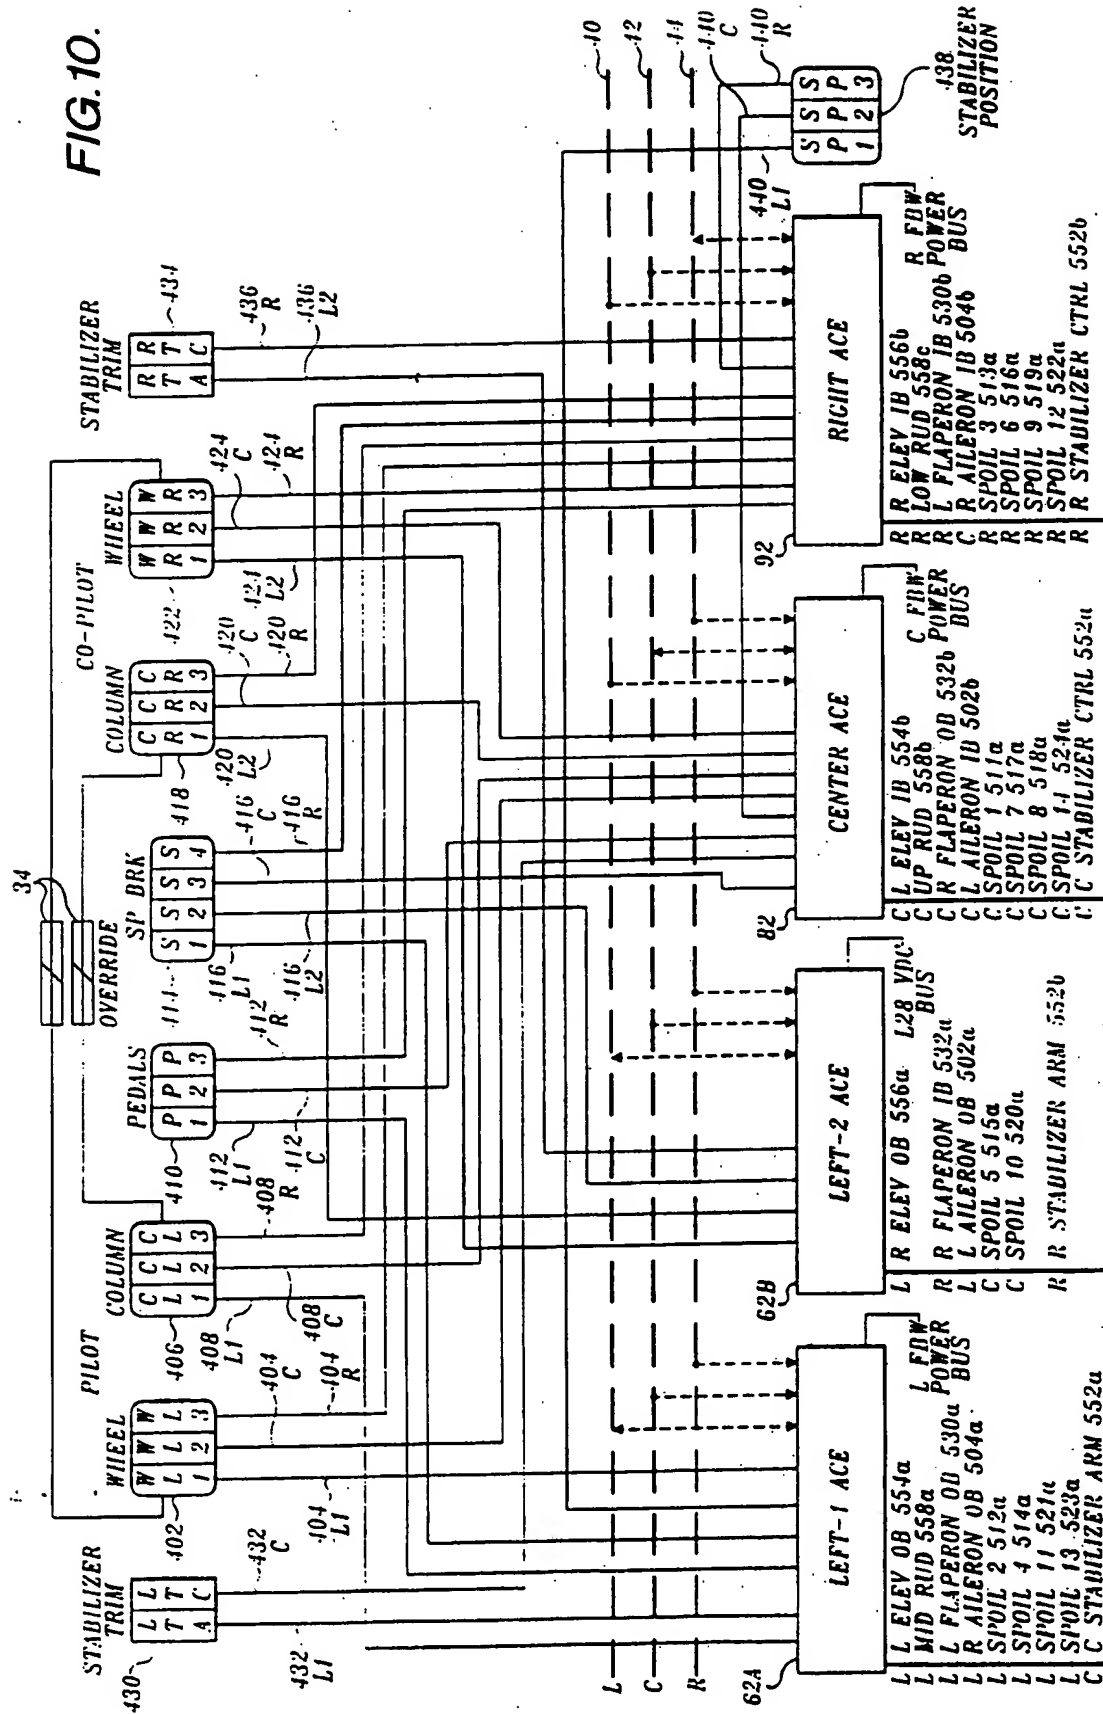 FIG.10.
34
OVERRIDE
PILOT
CO-PILOT
STABILIZER
TRIM
L L
T T
A C
430
432
L1
432
C
WHEEL
W W W
L L L
1 2 3
402
404
L1
404
C
404
R
COLUMN
C C C
L L L
1 2 3
406
408
L1
408
C
408
R
PEDALS
P P P
1 2 3
410
412
L1
412
C
412
R
SP BRK
S S S S
1 2 3 4
414
416
L1
416
L2
416
C
416
R
COLUMN
C C C
R R R
1 2 3
418
420
L2
420
C
420
R
WHEEL
W W W
R R R
1 2 3
422
424
L2
424
C
424
R
STABILIZER
TRIM
R R
T T
A C
434
436
R
436
L2
L
C
R
40
42
44
440
C
440
R
440
L1
S S S
P P P
1 2 3
438
STABILIZER
POSITION
62A
LEFT-1 ACE
L FBW
POWER
BUS
L L ELEV OB 554a
L MID RUD 558a
L L FLAPERON OB 530a
L R AILERON OB 504a
L SPOIL 2 512a
L SPOIL 4 514a
L SPOIL 11 521a
L SPOIL 13 523a
C C STABILIZER ARM 552a
62B
LEFT-2 ACE
L28 VDC
BUS
L R ELEV OB 556a
R R FLAPERON IB 532a
L L AILERON OB 502a
C SPOIL 5 515a
C SPOIL 10 520a
R R STABILIZER ARM 552b
82
CENTER ACE
C FBW
POWER
BUS
C L ELEV IB 554b
C UP RUD 558b
C R FLAPERON OB 532b
C L AILERON IB 502b
C SPOIL 1 511a
C SPOIL 7 517a
C SPOIL 8 518a
C SPOIL 14 524a
C C STABILIZER CTRL 552a
92
RIGHT ACE
R FBW
POWER
BUS
R R ELEV IB 556b
R LOW RUD 558c
R L FLAPERON IB 530b
C R AILERON IB 504b
R SPOIL 3 513a
R SPOIL 6 516a
R SPOIL 9 519a
R SPOIL 12 522a
R R STABILIZER CTRL 552b